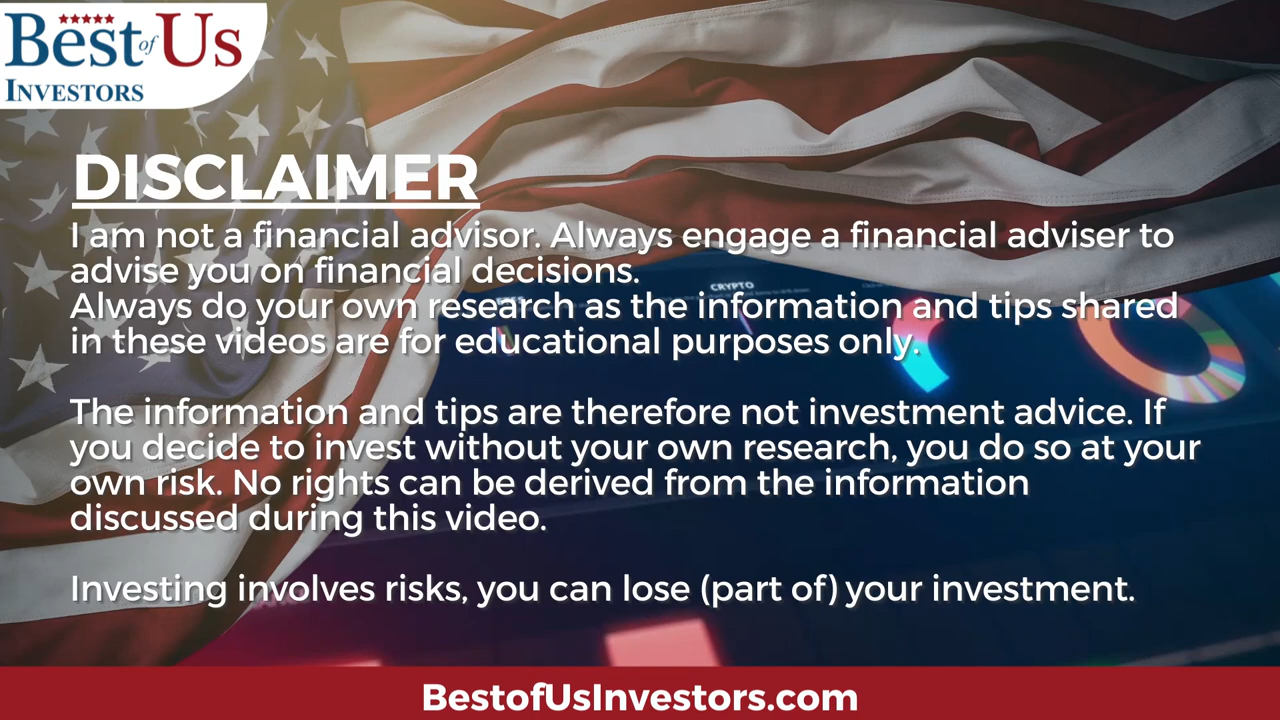 Best of Us
INVESTORS
DISCLAIMER
I am not a financial advisor. Always engage a financial adviser to
advise you on financial decisions.
CRYPTO
Always do your own research as the information and tips shared
in these videos are for educational purposes only.
The information and tips are therefore not investment advice. If
you decide to invest without your own research, you do so at your
own risk. No rights can be derived from the information
discussed during this video.
Investing involves risks, you can lose (part of) your investment.
BestofUsInvestors.com